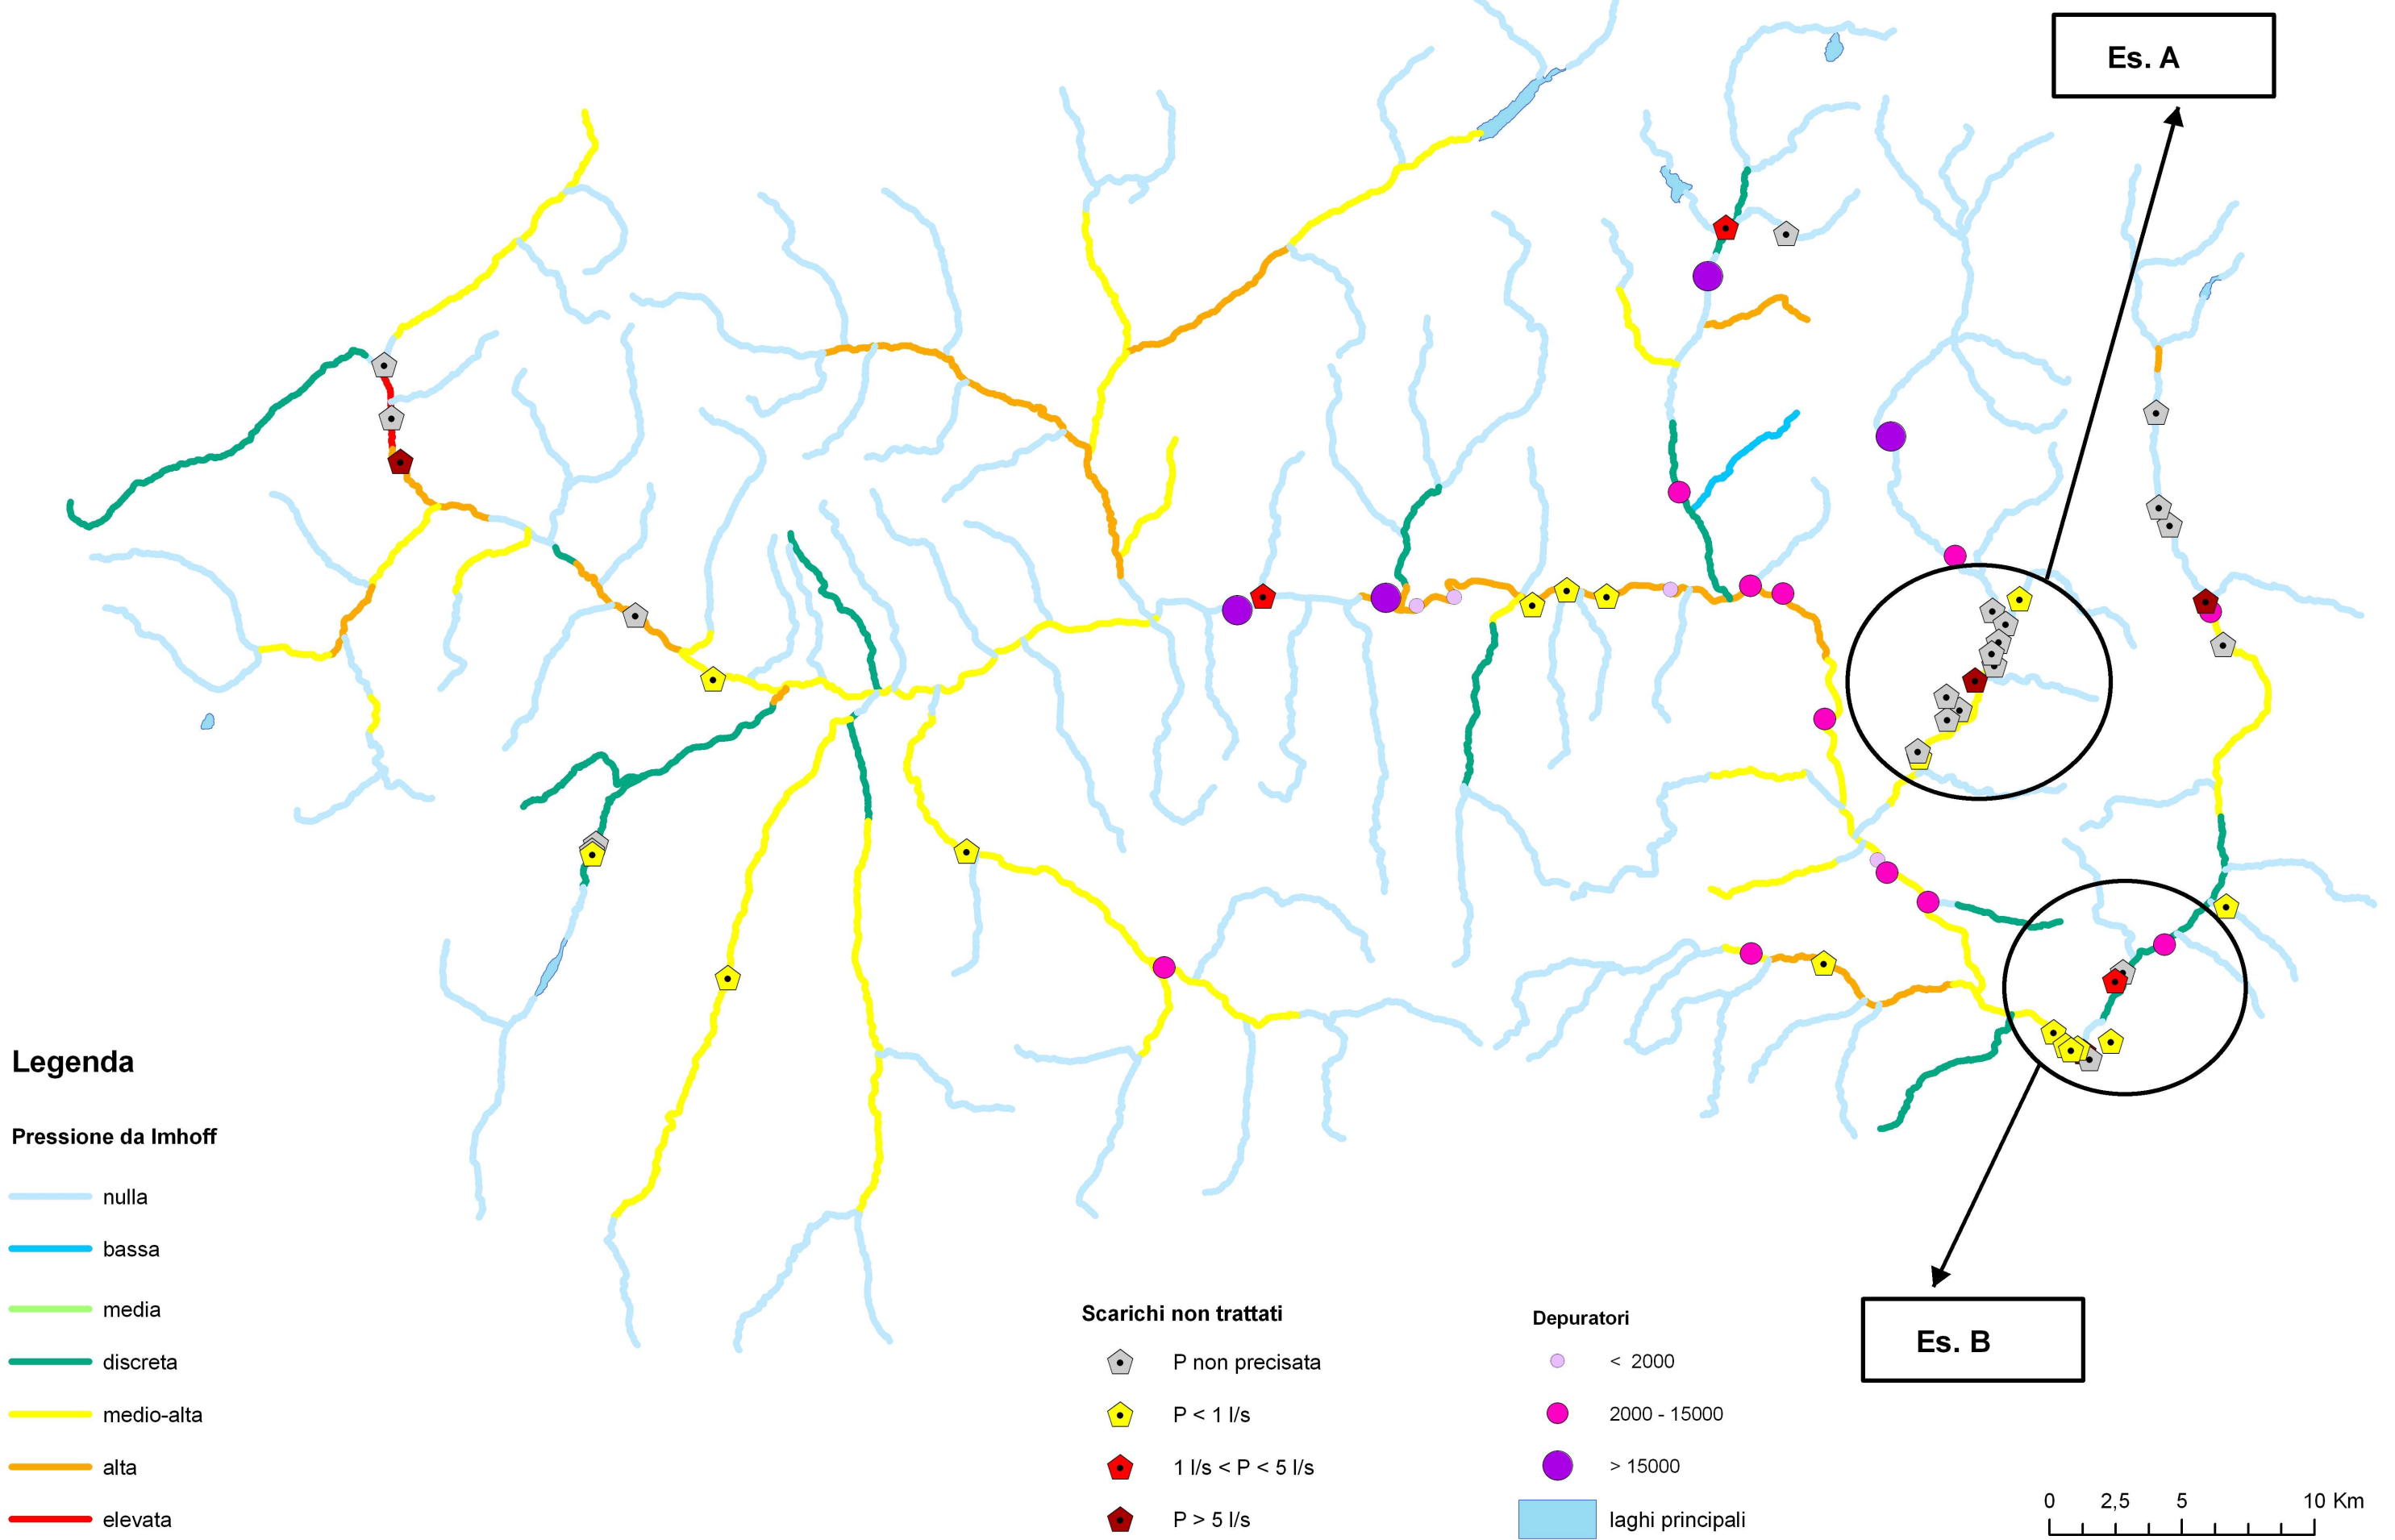 Es. A
Legenda
Pressione da Imhoff
nulla
bassa
media
discreta
medio-alta
alta
elevata
Scarichi non trattati
P non precisata
P < 1 l/s
1 l/s < P < 5 l/s
P > 5 l/s
Depuratori
< 2000
2000 - 15000
> 15000
laghi principali
Es. B
0 2,5 5 10 Km